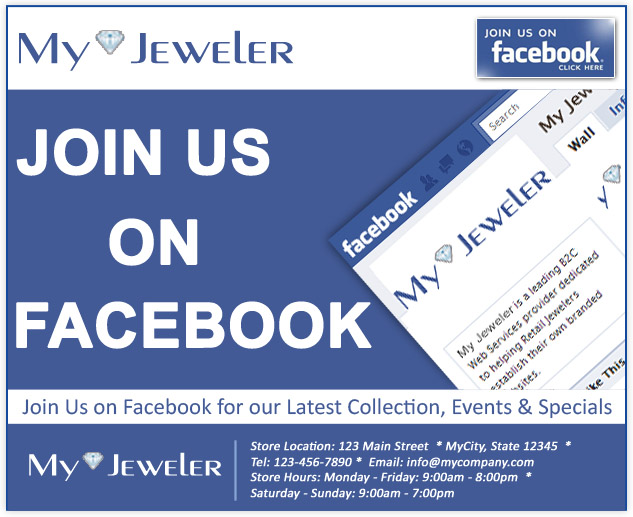 My Jeweler
JOIN US ON
facebook
CLICK HERE
JOIN US
ON
FACEBOOK
facebook
Search
My Jew
Wall
Inf
My Jeweler
My Jeweler is a leading B2C
Web Services provider dedicated
to helping Retail Jewelers
establish their own branded
ebsites.
ike This
Join Us on Facebook for our Latest Collection, Events & Specials
My Jeweler
Store Location: 123 Main Street * MyCity, State 12345 *
Tel: 123-456-7890 * Email: info@mycompany.com
Store Hours: Monday - Friday: 9:00am - 8:00pm *
Saturday - Sunday: 9:00am - 7:00pm